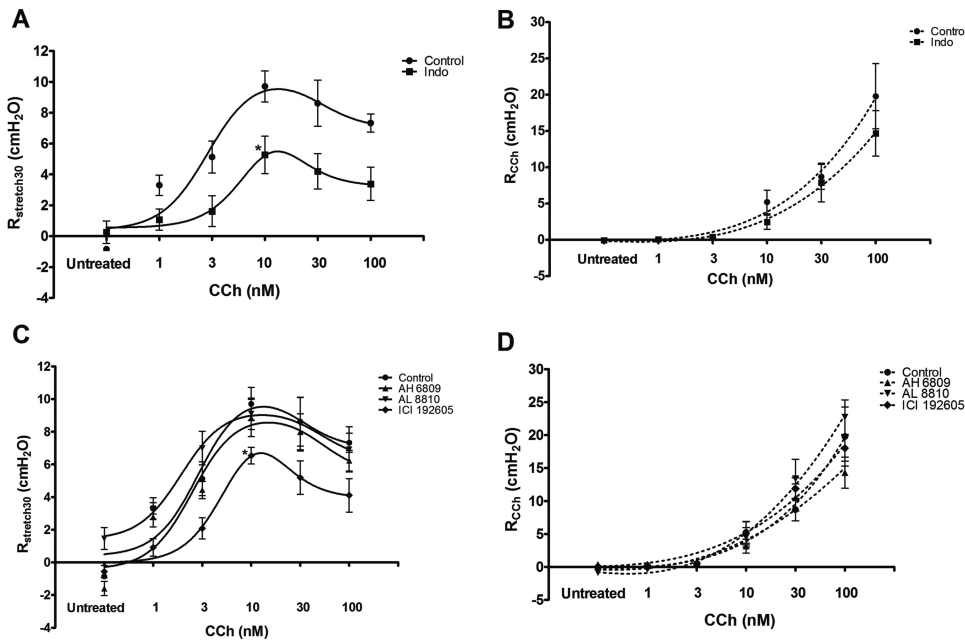 A
12
10
8
6
4
2
0
-2
-4
R_stretch30 (cmH₂O)
Control
Indo
*
Untreated 1 3 10 30 100
CCh (nM)
B
30
25
20
15
10
5
0
-5
R_CCh (cmH₂O)
Contro
Indo
Untreated 1 3 10 30 100
CCh (nM)
C
12
10
8
6
4
2
0
-2
-4
R_stretch30 (cmH₂O)
Control
AH 6809
AL 8810
ICI 192605
*
Untreated 1 3 10 30 100
CCh (nM)
D
30
25
20
15
10
5
0
-5
R_CCh (cmH₂O)
Control
AH 6809
AL 8810
ICI 192605
Untreated 1 3 10 30 100
CCh (nM)